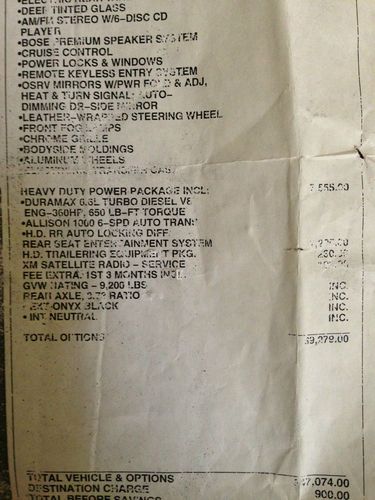 •DEEP TINTED GLASS
•AM/FM STEREO W/6-DISC CD
PLAYER
•BOSE PREMIUM SPEAKER SYSTEM
•CRUISE CONTROL
•POWER LOCKS & WINDOWS
•REMOTE KEYLESS ENTRY SYSTEM
OSRV MIRRORS W/PWR FOLD & ADJ,
HEAT & TURN SIGNAL: AUTO-
DIMMING DR-SIDE MIRROR
•LEATHER-WRAPPED STEERING WHEEL
•FRONT FOG LAMPS
•CHROME GRILLE
•BODYSIDE MOLDINGS
•ALUMINUM WHEELS
HEAVY DUTY POWER PACKAGE INCL:
•DURAMAX 6.6L TURBO DIESEL V8
ENG-360HP, 650 LB-FT TORQUE
•ALLISON 1000 6-SPD AUTO TRANS
•H.D. RR AUTO LOCKING DIFF
REAR SEAT ENTERTAINMENT SYSTEM
H.D. TRAILERING EQUIPMENT PKG.
XM SATELLITE RADIO - SERVICE
FEE EXTRA. 1ST 3 MONTHS INCL.
GVW RATING - 9,200 LBS INC.
REAR AXLE, 3.73 RATIO INC.
EXT-ONYX BLACK INC.
• INT NEUTRAL INC.
TOTAL OPTIONS
TOTAL VEHICLE & OPTIONS
DESTINATION CHARGE 900.00
TOTAL BEFORE SAVINGS